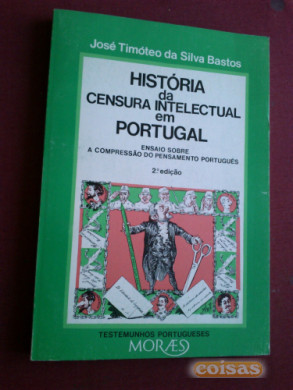 José Timóteo da Silva Bastos
HISTÓRIA
da
CENSURA INTELECTUAL
em
PORTUGAL
ENSAIO SOBRE
A COMPRESSÃO DO PENSAMENTO PORTUGUÊS
2.ª edição
TESTEMUNHOS PORTUGUESES
MORÆS
coisas